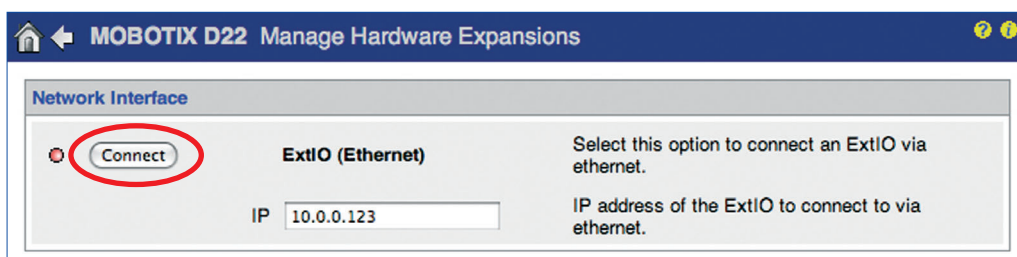 MOBOTIX D22 Manage Hardware Expansions ? i
Network Interface
Connect ExtIO (Ethernet) Select this option to connect an ExtIO via
ethernet.
IP 10.0.0.123 IP address of the ExtIO to connect to via
ethernet.